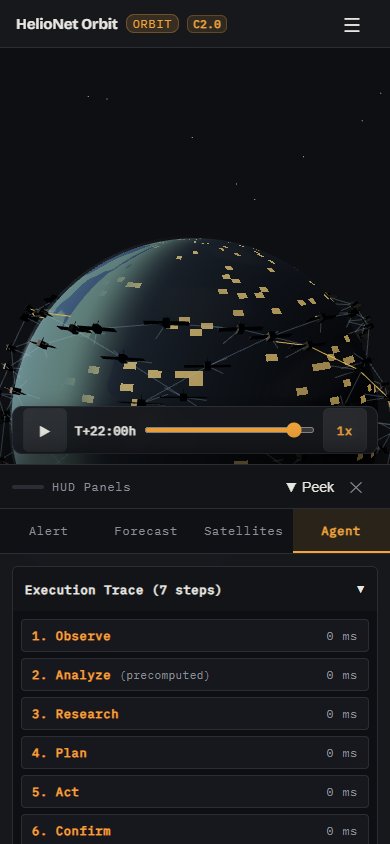 HelioNet Orbit ORBIT C2.0
T+22:00h 1x
HUD Panels Peek
Alert Forecast Satellites Agent
Execution Trace (7 steps)
1. Observe 0 ms
2. Analyze (precomputed) 0 ms
3. Research 0 ms
4. Plan 0 ms
5. Act 0 ms
6. Confirm 0 ms